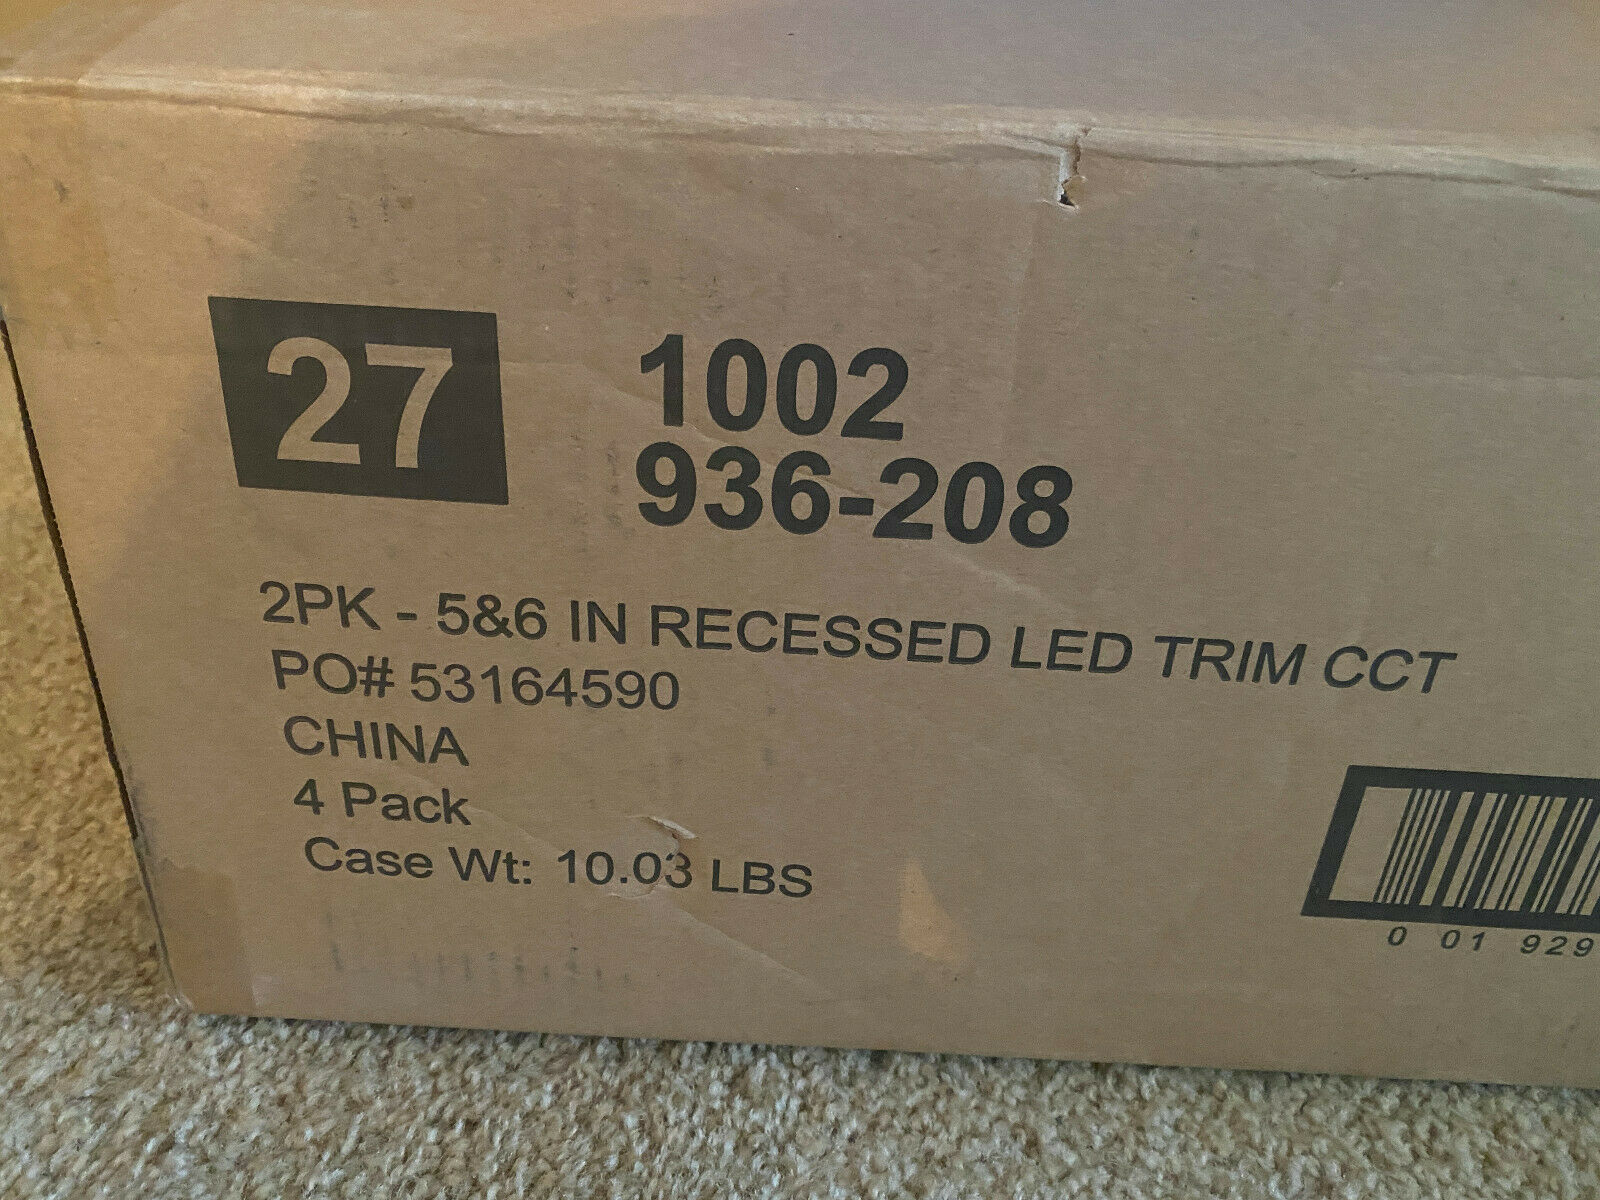 27
1002
936-208
2PK - 5&6 IN RECESSED LED TRIM CCT
PO# 53164590
CHINA
4 Pack
Case Wt: 10.03 LBS
0 01 929